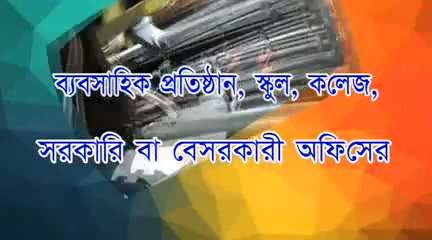 ব্যবসাহিক প্রতিষ্ঠান, স্কুল, কলেজ,
সরকারি বা বেসরকারী অফিসের